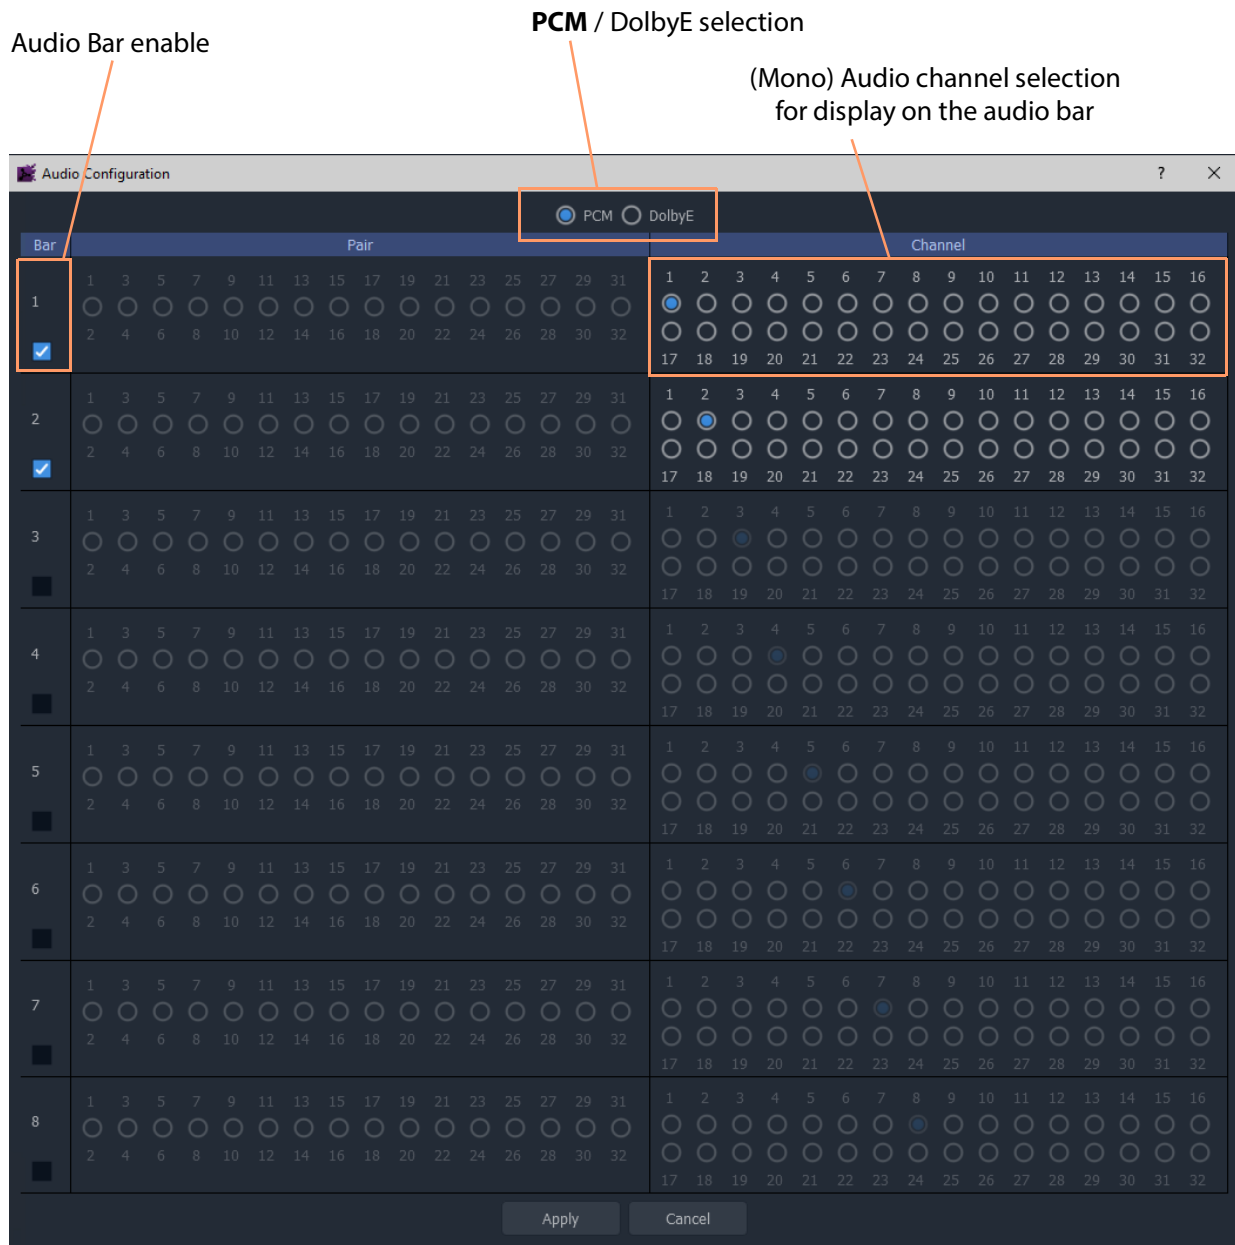 PCM / DolbyE selection
Audio Bar enable
(Mono) Audio channel selection
for display on the audio bar
Audio Configuration ? ×
PCM DolbyE
Bar Pair Channel
1 3 5 7 9 11 13 15 17 19 21 23 25 27 29 31 1 2 3 4 5 6 7 8 9 10 11 12 13 14 15 16
1
2 4 6 8 10 12 14 16 18 20 22 24 26 28 30 32
17 18 19 20 21 22 23 24 25 26 27 28 29 30 31 32
1 3 5 7 9 11 13 15 17 19 21 23 25 27 29 31 1 2 3 4 5 6 7 8 9 10 11 12 13 14 15 16
2
2 4 6 8 10 12 14 16 18 20 22 24 26 28 30 32
17 18 19 20 21 22 23 24 25 26 27 28 29 30 31 32
1 3 5 7 9 11 13 15 17 19 21 23 25 27 29 31 1 2 3 4 5 6 7 8 9 10 11 12 13 14 15 16
3
2 4 6 8 10 12 14 16 18 20 22 24 26 28 30 32
17 18 19 20 21 22 23 24 25 26 27 28 29 30 31 32
1 3 5 7 9 11 13 15 17 19 21 23 25 27 29 31 1 2 3 4 5 6 7 8 9 10 11 12 13 14 15 16
4
2 4 6 8 10 12 14 16 18 20 22 24 26 28 30 32
17 18 19 20 21 22 23 24 25 26 27 28 29 30 31 32
1 3 5 7 9 11 13 15 17 19 21 23 25 27 29 31 1 2 3 4 5 6 7 8 9 10 11 12 13 14 15 16
5
2 4 6 8 10 12 14 16 18 20 22 24 26 28 30 32
17 18 19 20 21 22 23 24 25 26 27 28 29 30 31 32
1 3 5 7 9 11 13 15 17 19 21 23 25 27 29 31 1 2 3 4 5 6 7 8 9 10 11 12 13 14 15 16
6
2 4 6 8 10 12 14 16 18 20 22 24 26 28 30 32
17 18 19 20 21 22 23 24 25 26 27 28 29 30 31 32
1 3 5 7 9 11 13 15 17 19 21 23 25 27 29 31 1 2 3 4 5 6 7 8 9 10 11 12 13 14 15 16
7
2 4 6 8 10 12 14 16 18 20 22 24 26 28 30 32
17 18 19 20 21 22 23 24 25 26 27 28 29 30 31 32
1 3 5 7 9 11 13 15 17 19 21 23 25 27 29 31 1 2 3 4 5 6 7 8 9 10 11 12 13 14 15 16
8
2 4 6 8 10 12 14 16 18 20 22 24 26 28 30 32
17 18 19 20 21 22 23 24 25 26 27 28 29 30 31 32
Apply Cancel